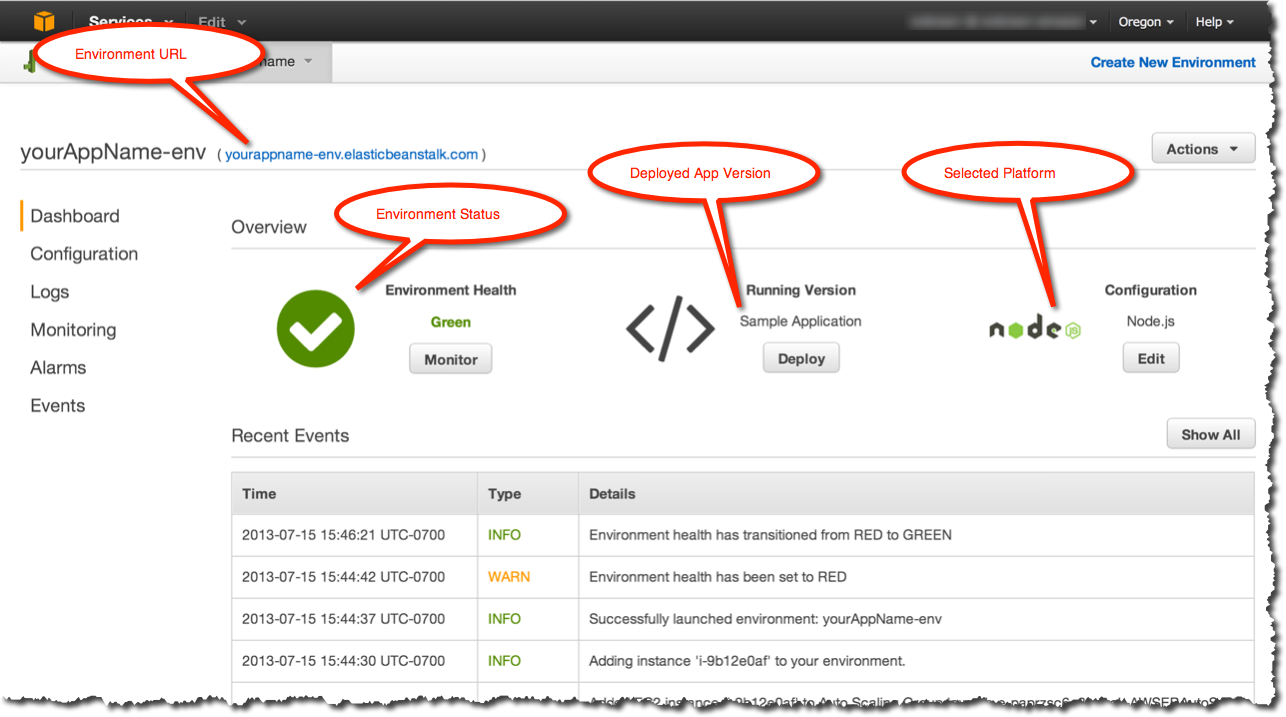 Services Edit Oregon Help
Environment URL name Create New Environment
yourAppName-env ( yourappname-env.elasticbeanstalk.com ) Actions
Deployed App Version Selected Platform
Environment Status
Dashboard
Configuration
Logs
Monitoring
Alarms
Events
Overview
Environment Health
Green
Monitor
Running Version
Sample Application
Deploy
node JS
Configuration
Node.js
Edit
Recent Events Show All
Time Type Details
2013-07-15 15:46:21 UTC-0700 INFO Environment health has transitioned from RED to GREEN
2013-07-15 15:44:42 UTC-0700 WARN Environment health has been set to RED
2013-07-15 15:44:37 UTC-0700 INFO Successfully launched environment: yourAppName-env
2013-07-15 15:44:30 UTC-0700 INFO Adding instance 'i-9b12e0af' to your environment.